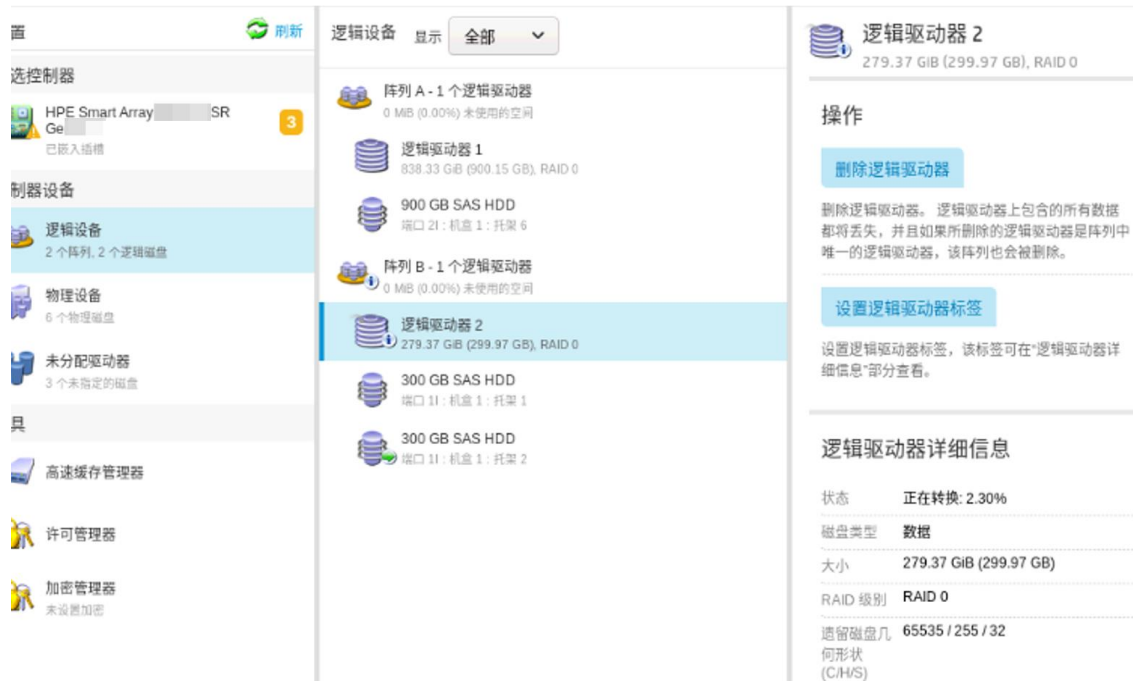 置
刷新
选控制器
HPE Smart Array
SR
Ge
3
已嵌入插槽
制器设备
逻辑设备
2 个阵列, 2 个逻辑磁盘
物理设备
6 个物理磁盘
未分配驱动器
3 个未指定的磁盘
具
高速缓存管理器
许可管理器
加密管理器
未设置加密
逻辑设备
显示
全部
阵列 A - 1 个逻辑驱动器
0 MiB (0.00%) 未使用的空间
逻辑驱动器 1
838.33 GiB (900.15 GB), RAID 0
900 GB SAS HDD
端口 2I : 机盒 1 : 托架 6
阵列 B - 1 个逻辑驱动器
0 MiB (0.00%) 未使用的空间
逻辑驱动器 2
279.37 GiB (299.97 GB), RAID 0
300 GB SAS HDD
端口 1I : 机盒 1 : 托架 1
300 GB SAS HDD
端口 1I : 机盒 1 : 托架 2
逻辑驱动器 2
279.37 GiB (299.97 GB), RAID 0
操作
删除逻辑驱动器
删除逻辑驱动器。 逻辑驱动器上包含的所有数据
都将丢失，并且如果所删除的逻辑驱动器是阵列中
唯一的逻辑驱动器，该阵列也会被删除。
设置逻辑驱动器标签
设置逻辑驱动器标签，该标签可在“逻辑驱动器详
细信息”部分查看。
逻辑驱动器详细信息
状态 正在转换: 2.30%
磁盘类型 数据
大小 279.37 GiB (299.97 GB)
RAID 级别 RAID 0
遗留磁盘几 65535 / 255 / 32
何形状
(C/H/S)